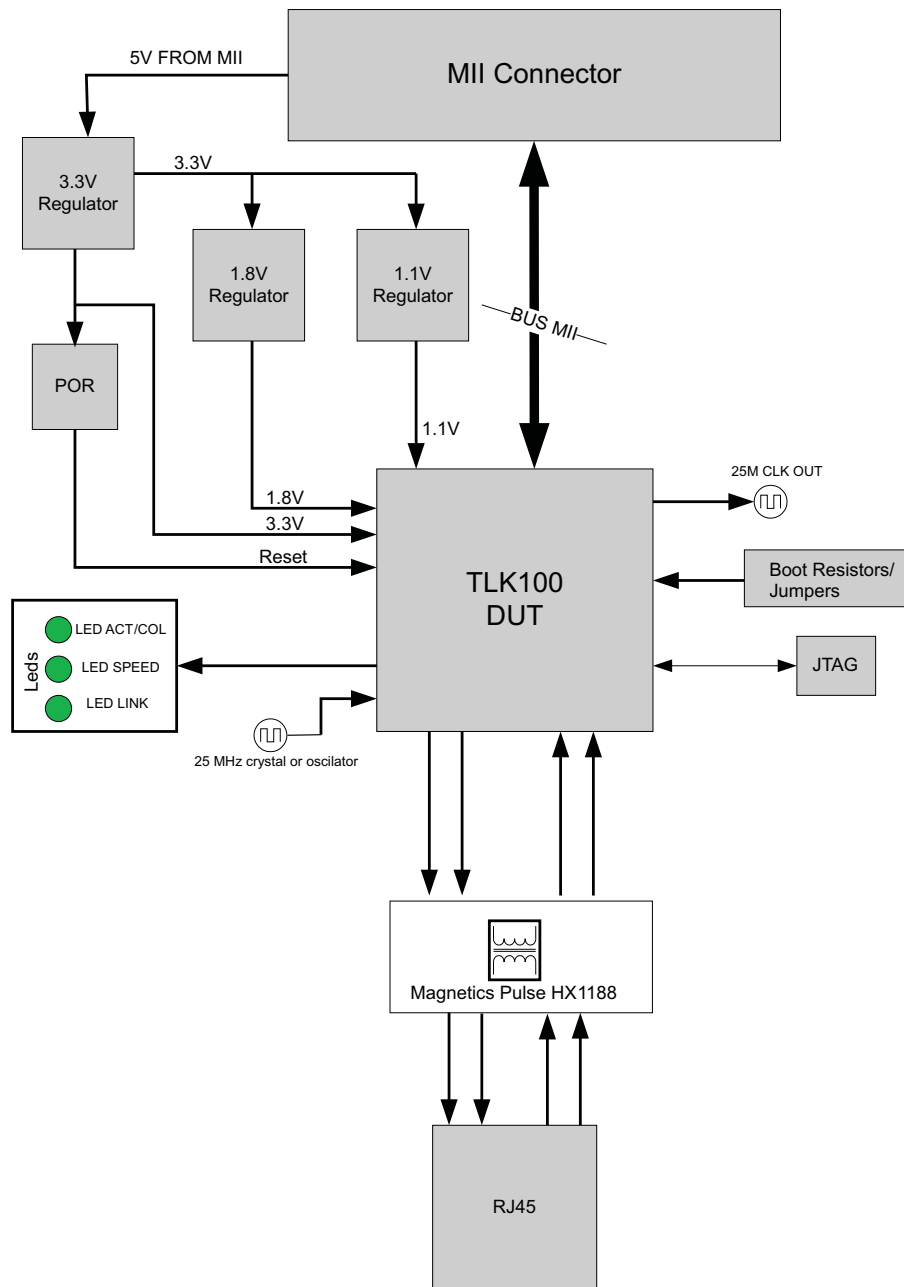 5V FROM MII
MII Connector
3.3V
Regulator
3.3V
1.8V
Regulator
1.1V
Regulator
BUS MII
POR
1.1V
1.8V
3.3V
Reset
25M CLK OUT
TLK100
DUT
Boot Resistors/
Jumpers
JTAG
Leds
LED ACT/COL
LED SPEED
LED LINK
25 MHz crystal or oscilator
Magnetics Pulse HX1188
RJ45